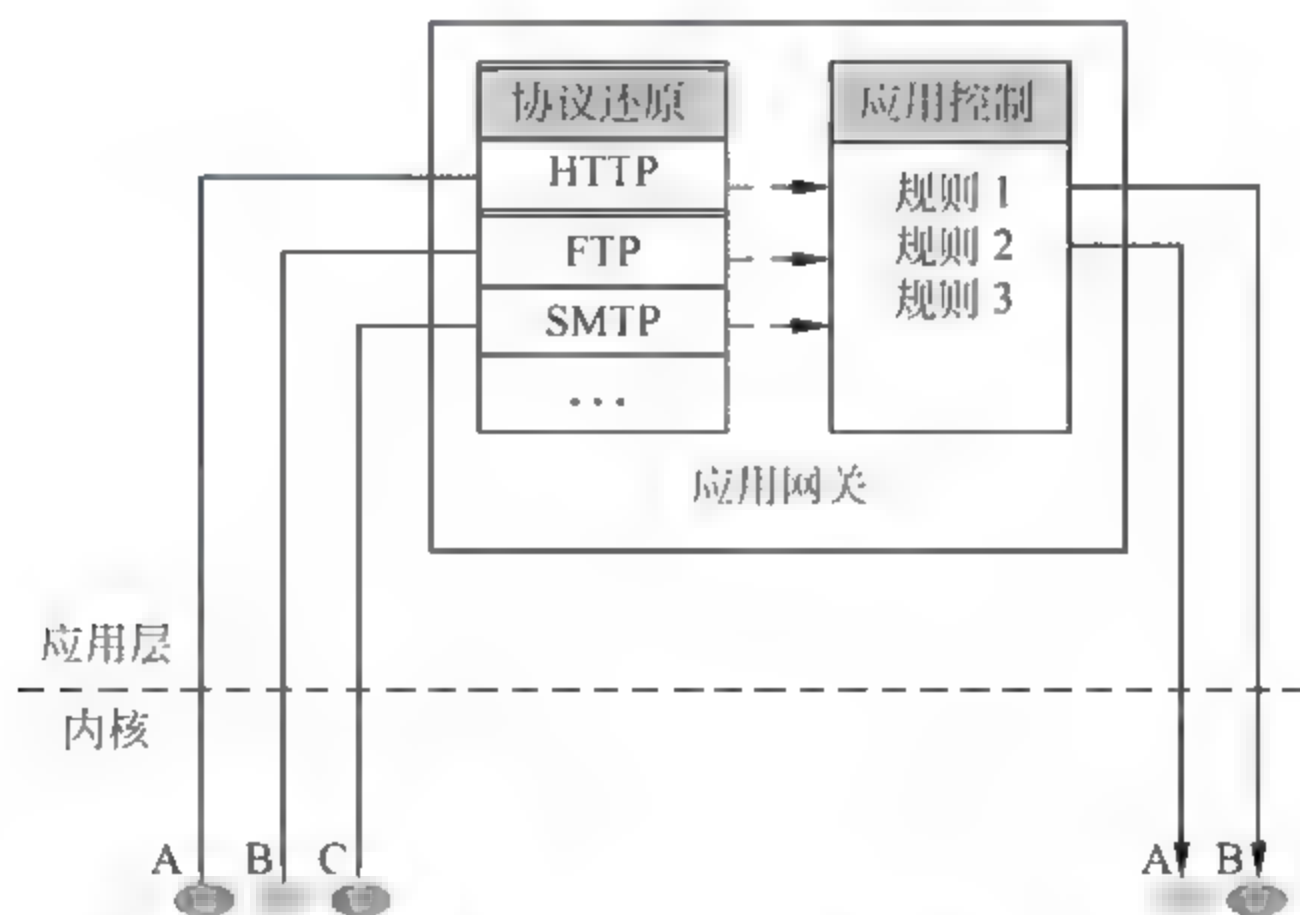 协议还原
HTTP
FTP
SMTP
...
应用控制
规则 1
规则 2
规则 3
应用网关
应用层
内核
A B C
A B